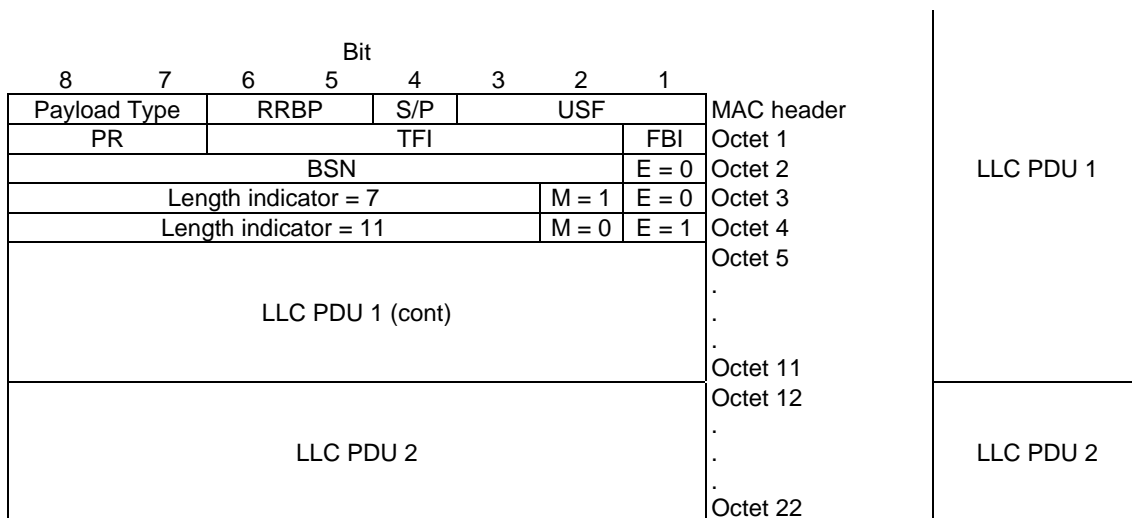 Bit
8 7 6 5 4 3 2 1
Payload Type RRBP S/P USF MAC header
PR TFI FBI Octet 1
BSN E = 0 Octet 2 LLC PDU 1
Length indicator = 7 M = 1 E = 0 Octet 3
Length indicator = 11 M = 0 E = 1 Octet 4
Octet 5
.
LLC PDU 1 (cont) .
.
Octet 11
Octet 12
.
LLC PDU 2 . LLC PDU 2
.
Octet 22